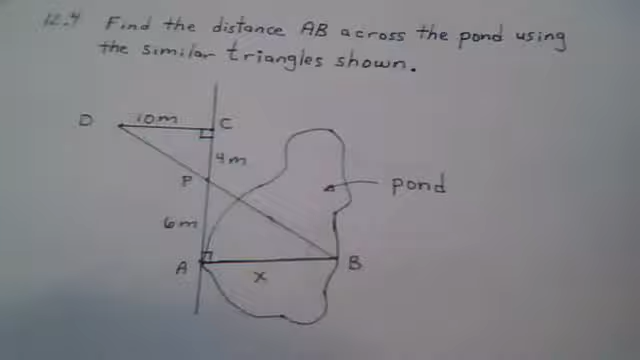 12.4 Find the distance AB across the pond using
the similar triangles shown.
D 10m C
4m
P pond
6m
A B
x